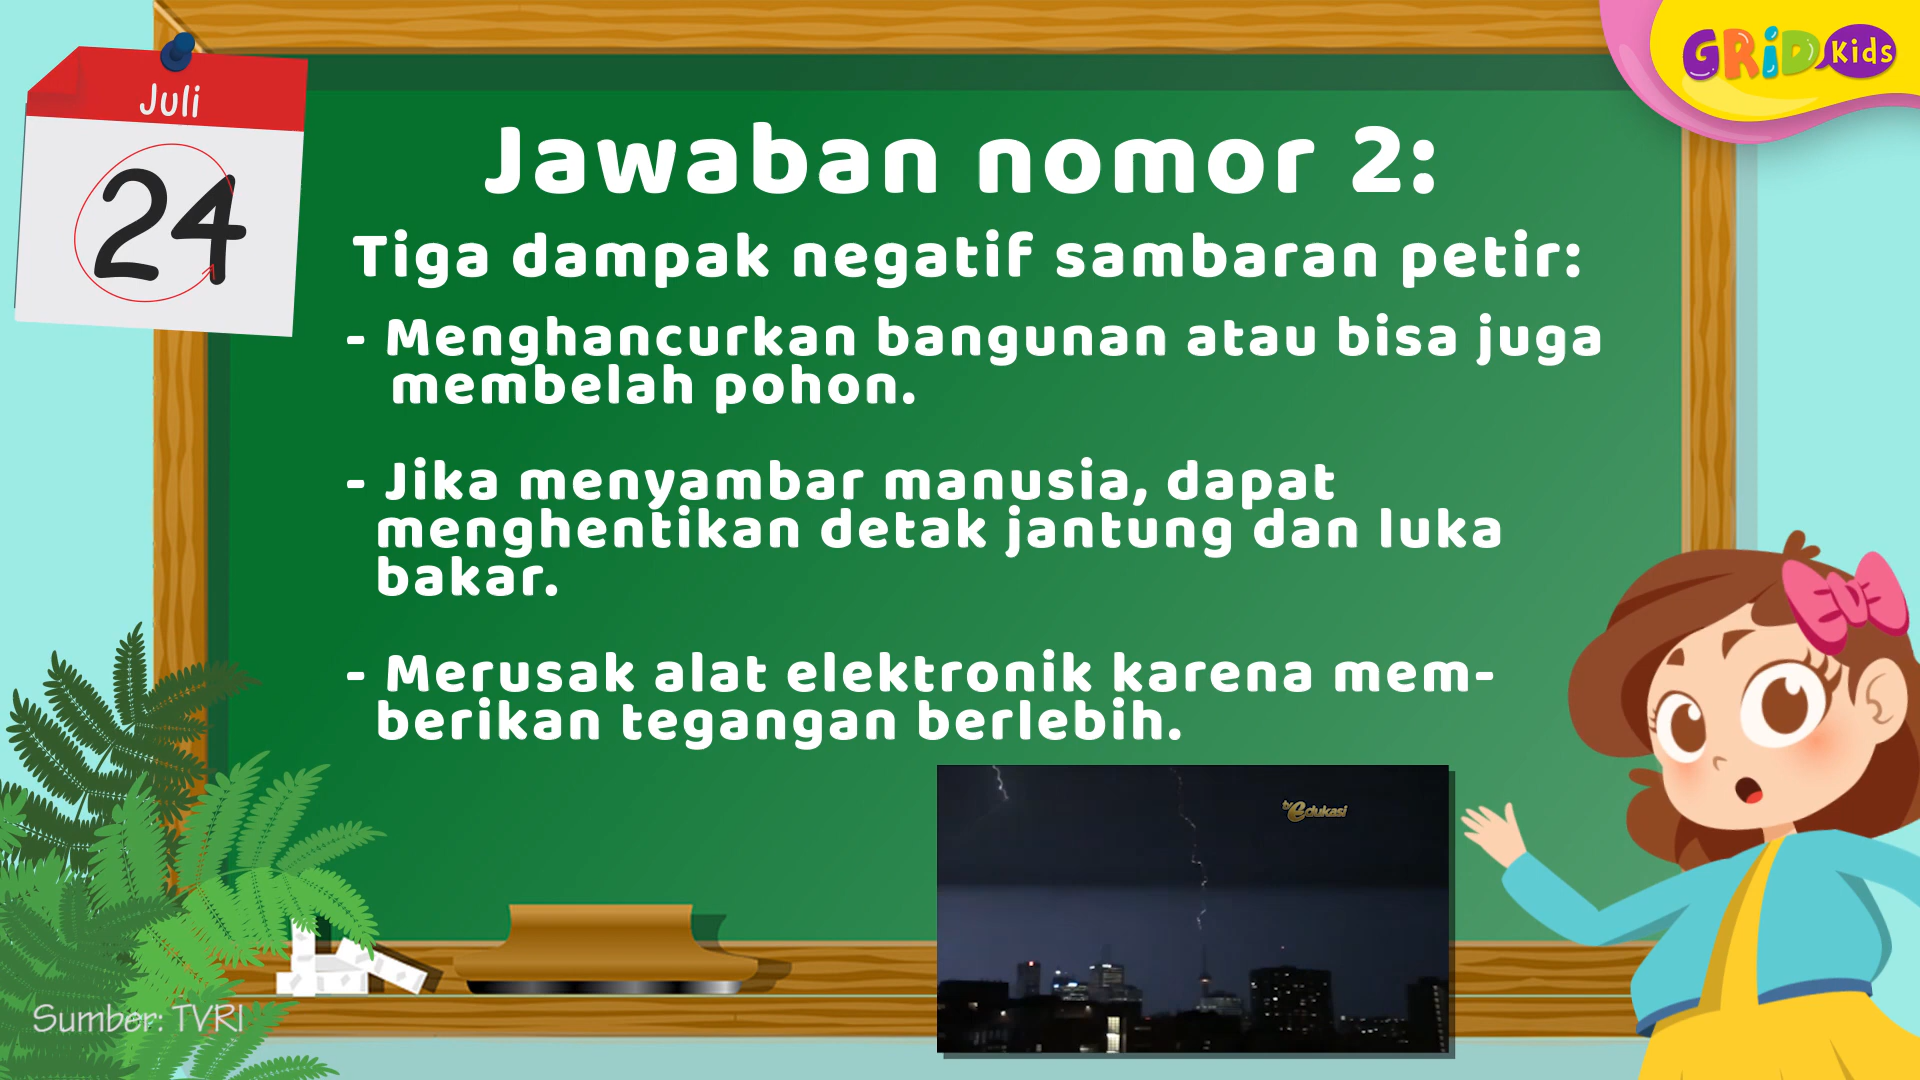 Juli
24
GRiD Kids
Jawaban nomor 2:
Tiga dampak negatif sambaran petir:
- Menghancurkan bangunan atau bisa juga
membelah pohon.
- Jika menyambar manusia, dapat
menghentikan detak jantung dan luka
bakar.
- Merusak alat elektronik karena mem-
berikan tegangan berlebih.
tv edukasi
Sumber: TVRI